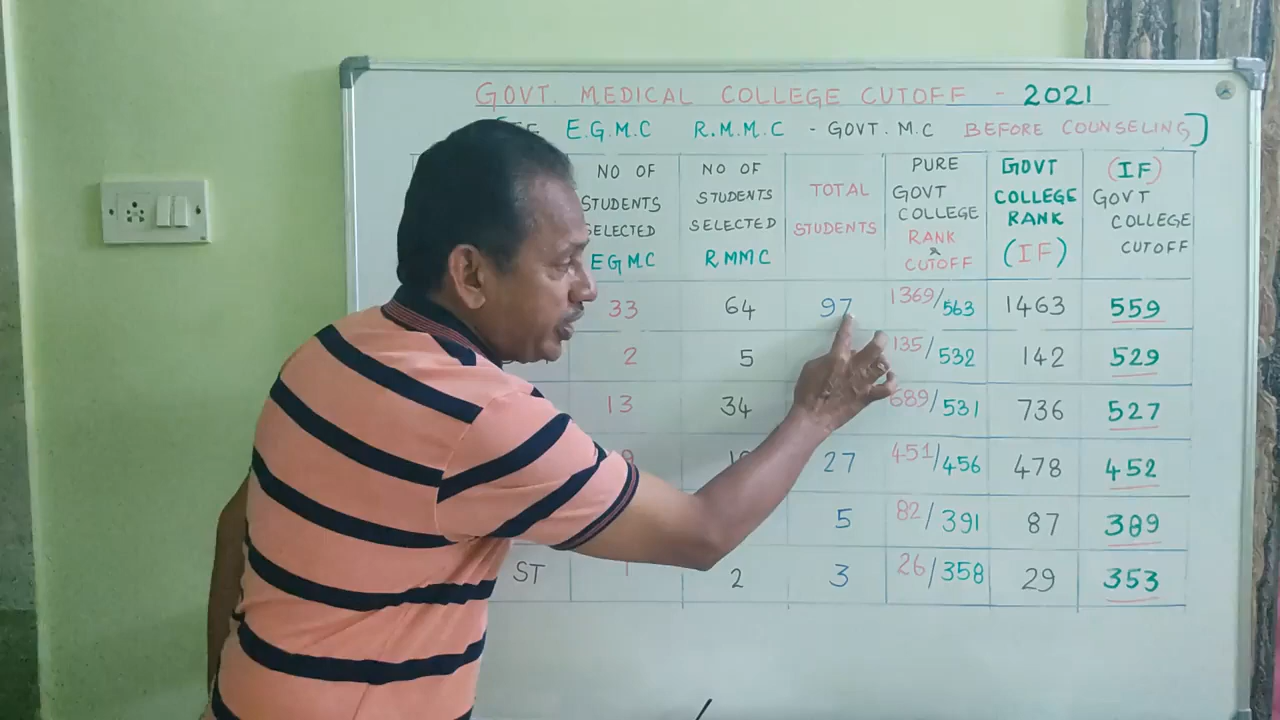 GOVT. MEDICAL COLLEGE CUTOFF - 2021
E.G.M.C R.M.M.C - GOVT. M.C BEFORE COUNSELING]
NO OF STUDENTS SELECTED EGMC
NO OF STUDENTS SELECTED RMMC
TOTAL STUDENTS
PURE GOVT COLLEGE RANK & CUTOFF
GOVT COLLEGE RANK (IF)
(IF) GOVT COLLEGE CUTOFF
33 64 97 1369/563 1463 559
2 5 135/532 142 529
13 34 689/531 736 527
27 451/456 478 452
5 82/391 87 389
ST 1 2 3 26/358 29 353